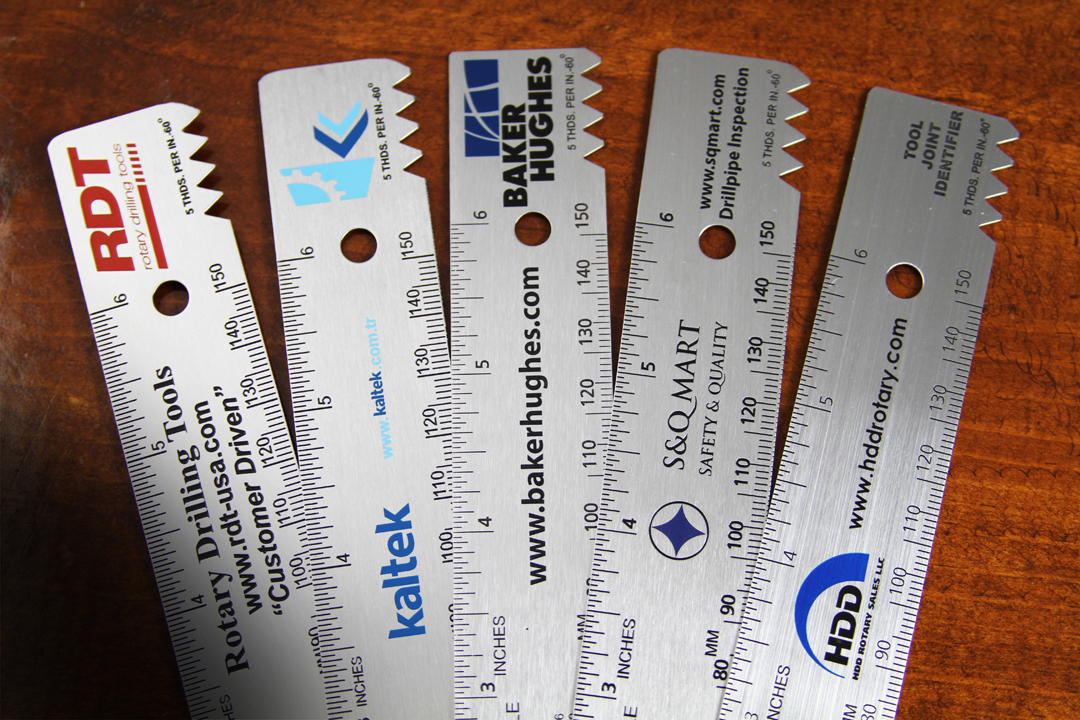 RDT
rotary drilling tools
5 THDS. PER IN.-60°
6
150
140
130
120
110
100
5
4
Rotary Drilling Tools
www.rdt-usa.com
“Customer Driven”
5 THDS. PER IN.-60°
6
150
140
130
120
110
100
90
5
4
www.kaltek.com.tr
kaltek
INCHES
BAKER
HUGHES
5 THDS. PER IN.-60°
6
150
140
130
120
110
100
5
4
3
www.bakerhughes.com
INCHES
www.sqmart.com
Drillpipe Inspection
5 THDS. PER IN.-60°
6
150
140
130
120
110
100
90
80 MM
5
4
3
S&Q MART
SAFETY & QUALITY
INCHES
TOOL
JOINT
IDENTIFIER
5 THDS. PER IN.-60°
6
150
140
130
120
110
100
90
5
4
www.hddrotary.com
HDD
HDD ROTARY SALES LLC